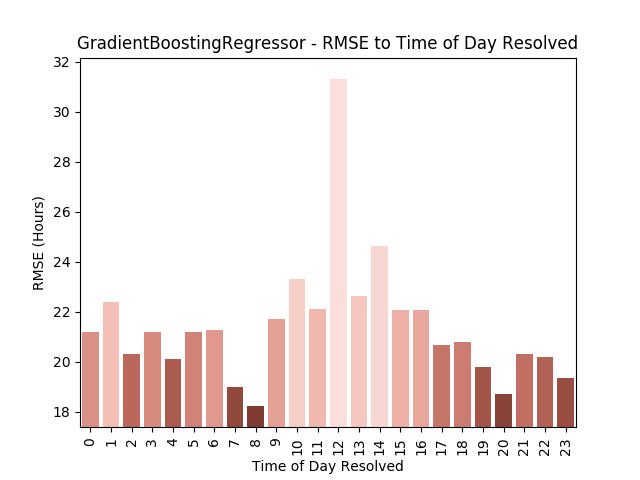 GradientBoostingRegressor - RMSE to Time of Day Resolved
32
30
28
26
24
22
20
18
RMSE (Hours)
0 1 2 3 4 5 6 7 8 9 10 11 12 13 14 15 16 17 18 19 20 21 22 23
Time of Day Resolved